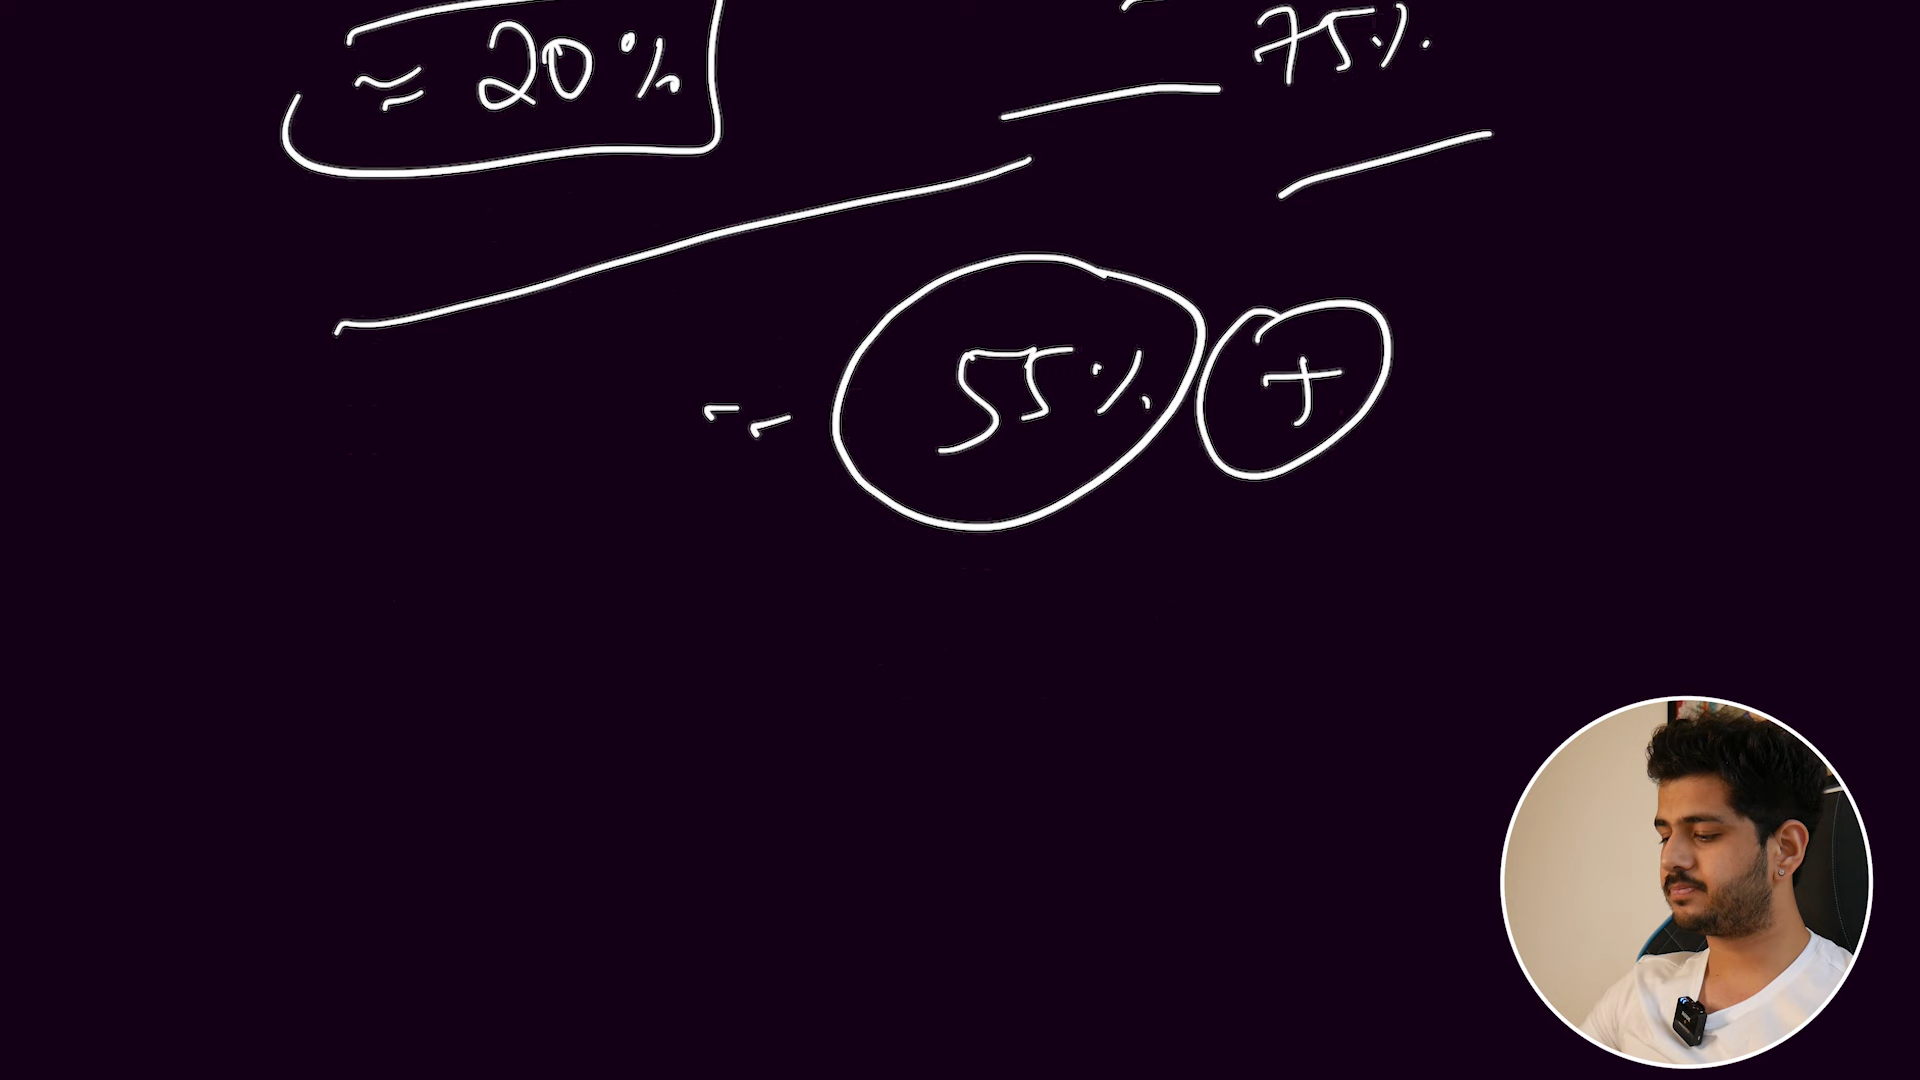 ≈ 20%
75%
= 55% +